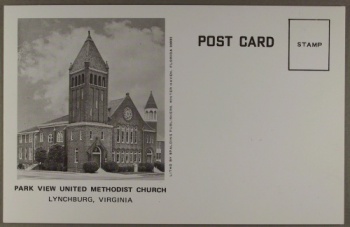 POST CARD
STAMP
PARK VIEW UNITED METHODIST CHURCH
LYNCHBURG, VIRGINIA